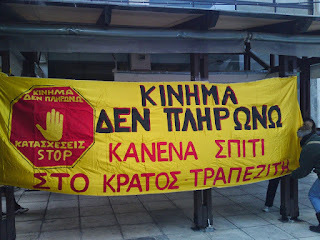 ΚΙΝΗΜΑ
ΔΕΝ ΠΛΗΡΩΝΩ
ΚΑΤΑΣΧΕΣΕΙΣ
STOP
ΚΙΝΗΜΑ
ΔΕΝ ΠΛΗΡΩΝΩ
ΚΑΝΕΝΑ ΣΠΙΤΙ
ΣΤΟ ΚΡΑΤΟΣ-ΤΡΑΠΕΖΙΤΗ